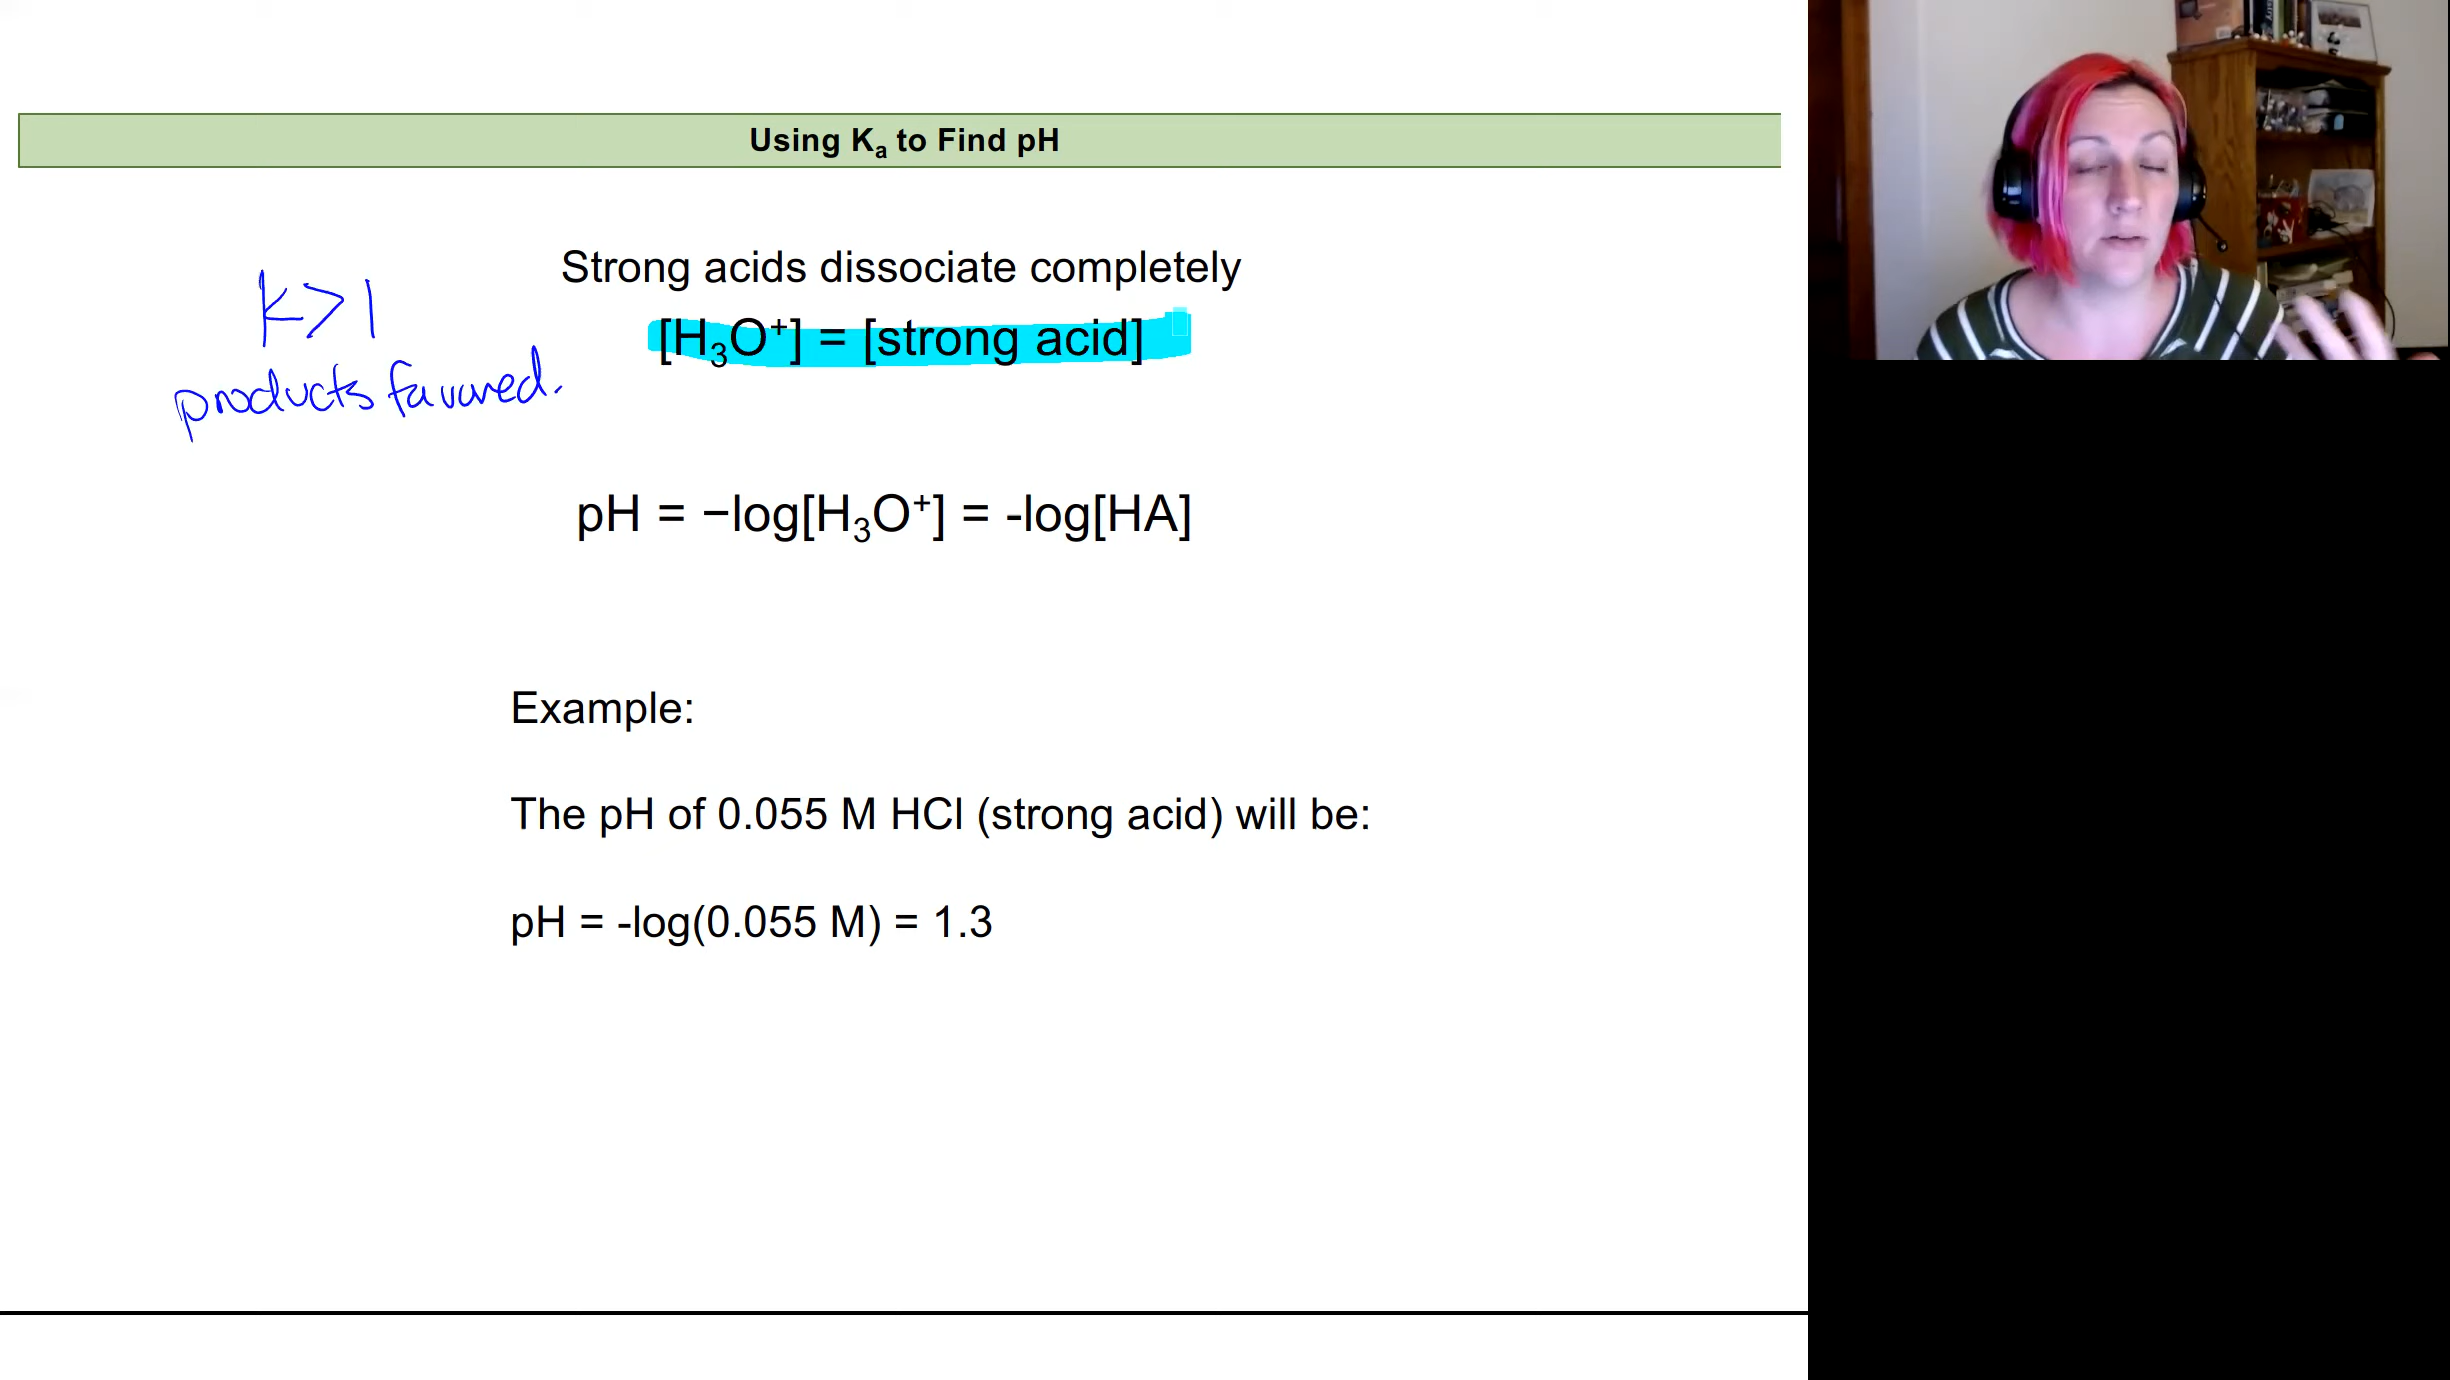 Using Kₐ to Find pH
Strong acids dissociate completely
k>1
[H₃O⁺] = [strong acid]
products favored.
pH = −log[H₃O⁺] = -log[HA]
Example:
The pH of 0.055 M HCl (strong acid) will be:
pH = -log(0.055 M) = 1.3